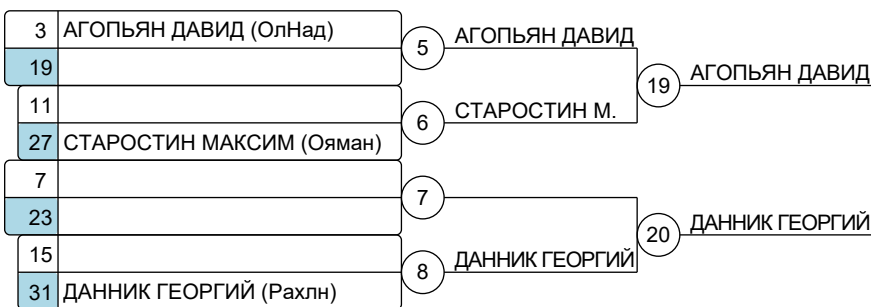 3 АГОПЬЯН ДАВИД (ОлНад)
19
11
27 СТАРОСТИН МАКСИМ (Ояман)
7
23
15
31 ДАННИК ГЕОРГИЙ (Рахлн)
5 АГОПЬЯН ДАВИД
6 СТАРОСТИН М.
7
8 ДАННИК ГЕОРГИЙ
19 АГОПЬЯН ДАВИД
20 ДАННИК ГЕОРГИЙ